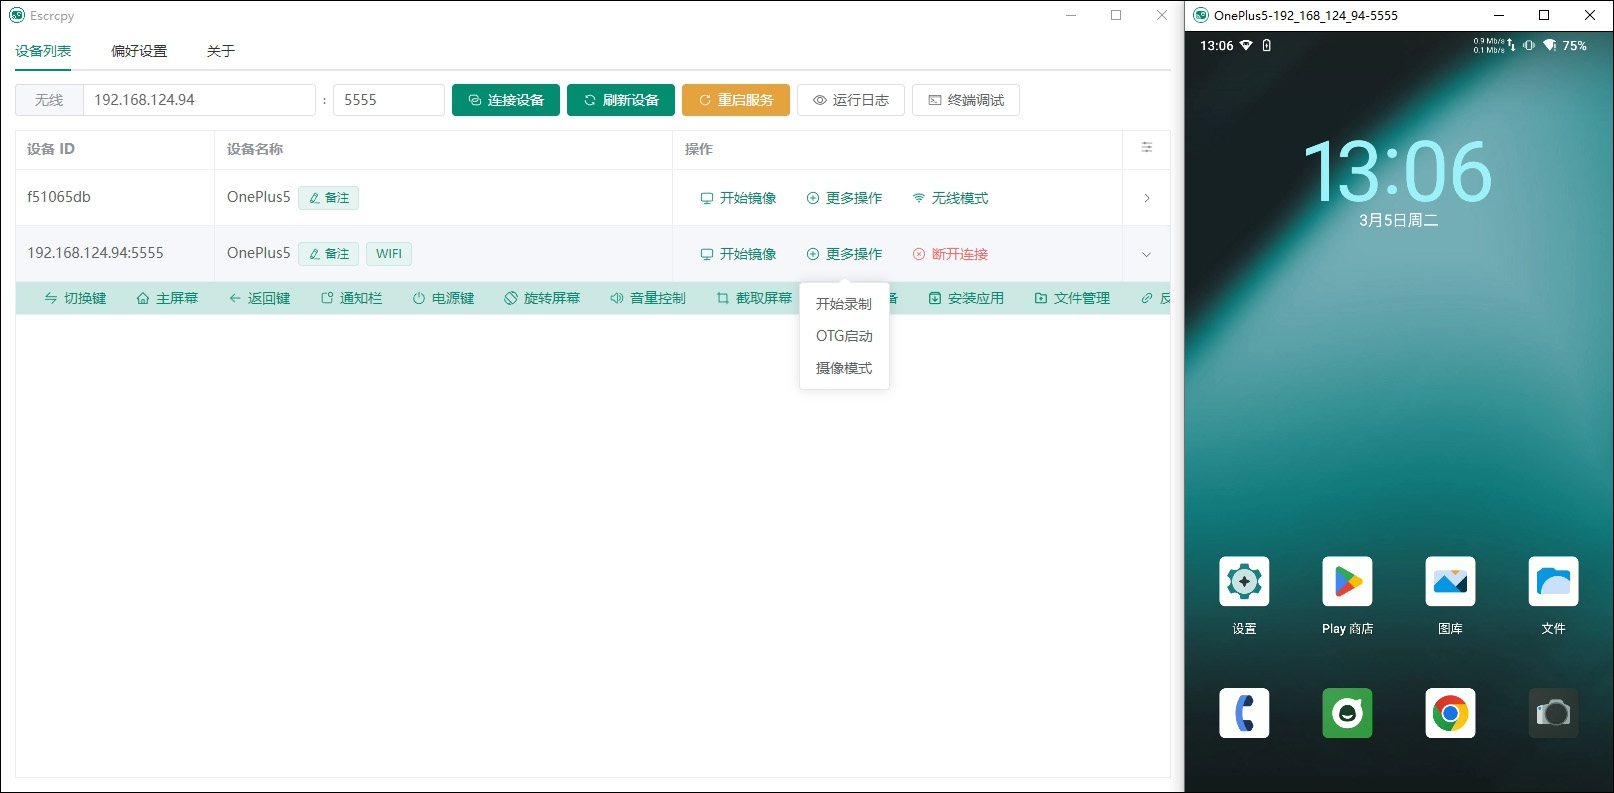 Escrcpy
设备列表 偏好设置 关于
无线 192.168.124.94 : 5555 连接设备 刷新设备 重启服务 运行日志 终端调试
设备 ID 设备名称 操作
f51065db OnePlus5 备注 开始镜像 更多操作 无线模式
192.168.124.94:5555 OnePlus5 备注 WIFI 开始镜像 更多操作 断开连接
切换键 主屏幕 返回键 通知栏 电源键 旋转屏幕 音量控制 截取屏幕 备 安装应用 文件管理 反
开始录制
OTG启动
摄像模式
OnePlus5-192_168_124_94-5555
13:06 0.9 Mb/s 75%
0.1 Mb/s
13:06
3月5日周二
设置 Play 商店 图库 文件